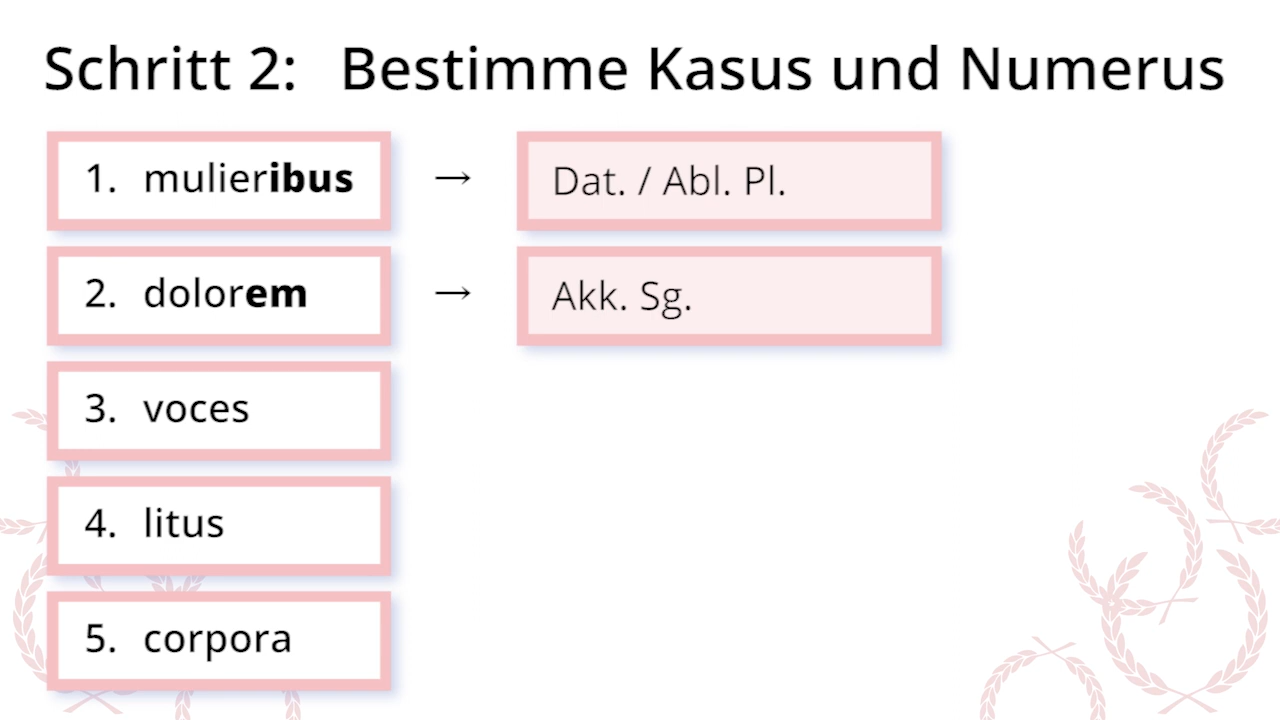 Schritt 2: Bestimme Kasus und Numerus
1. mulieribus → Dat. / Abl. Pl.
2. dolorem → Akk. Sg.
3. voces
4. litus
5. corpora